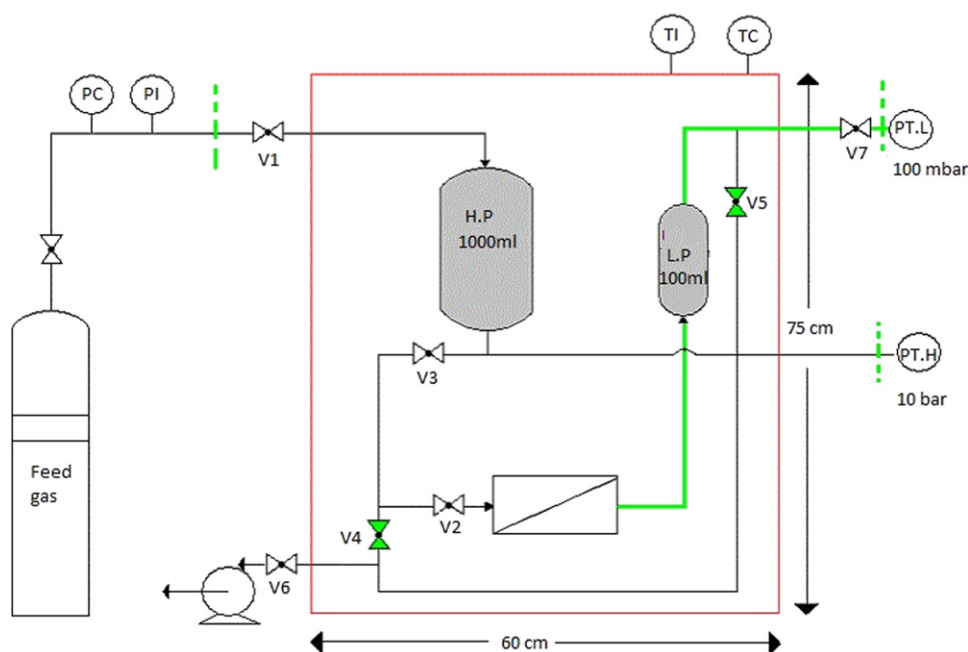 TI
TC
PC
PI
PT.L
V1
V7
100 mbar
V5
H.P
1000ml
L.P
100ml
75 cm
V3
PT.H
10 bar
Feed
gas
V2
V4
V6
60 cm